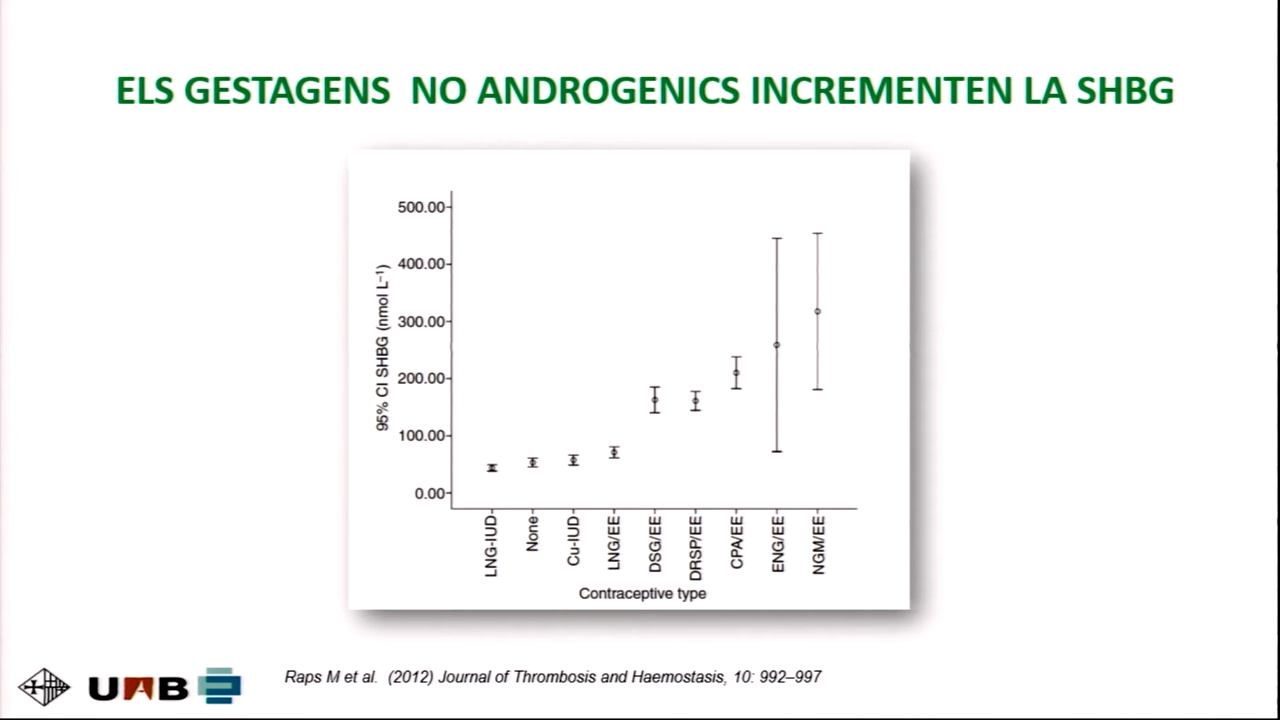 ELS GESTAGENS NO ANDROGENICS INCREMENTEN LA SHBG
500.00
400.00
300.00
200.00
100.00
0.00
95% CI SHBG (nmol L⁻¹)
LNG-IUD
None
Cu-IUD
LNG/EE
DSG/EE
DRSP/EE
CPA/EE
ENG/EE
NGM/EE
Contraceptive type
UAB
Raps M et al. (2012) Journal of Thrombosis and Haemostasis, 10: 992–997